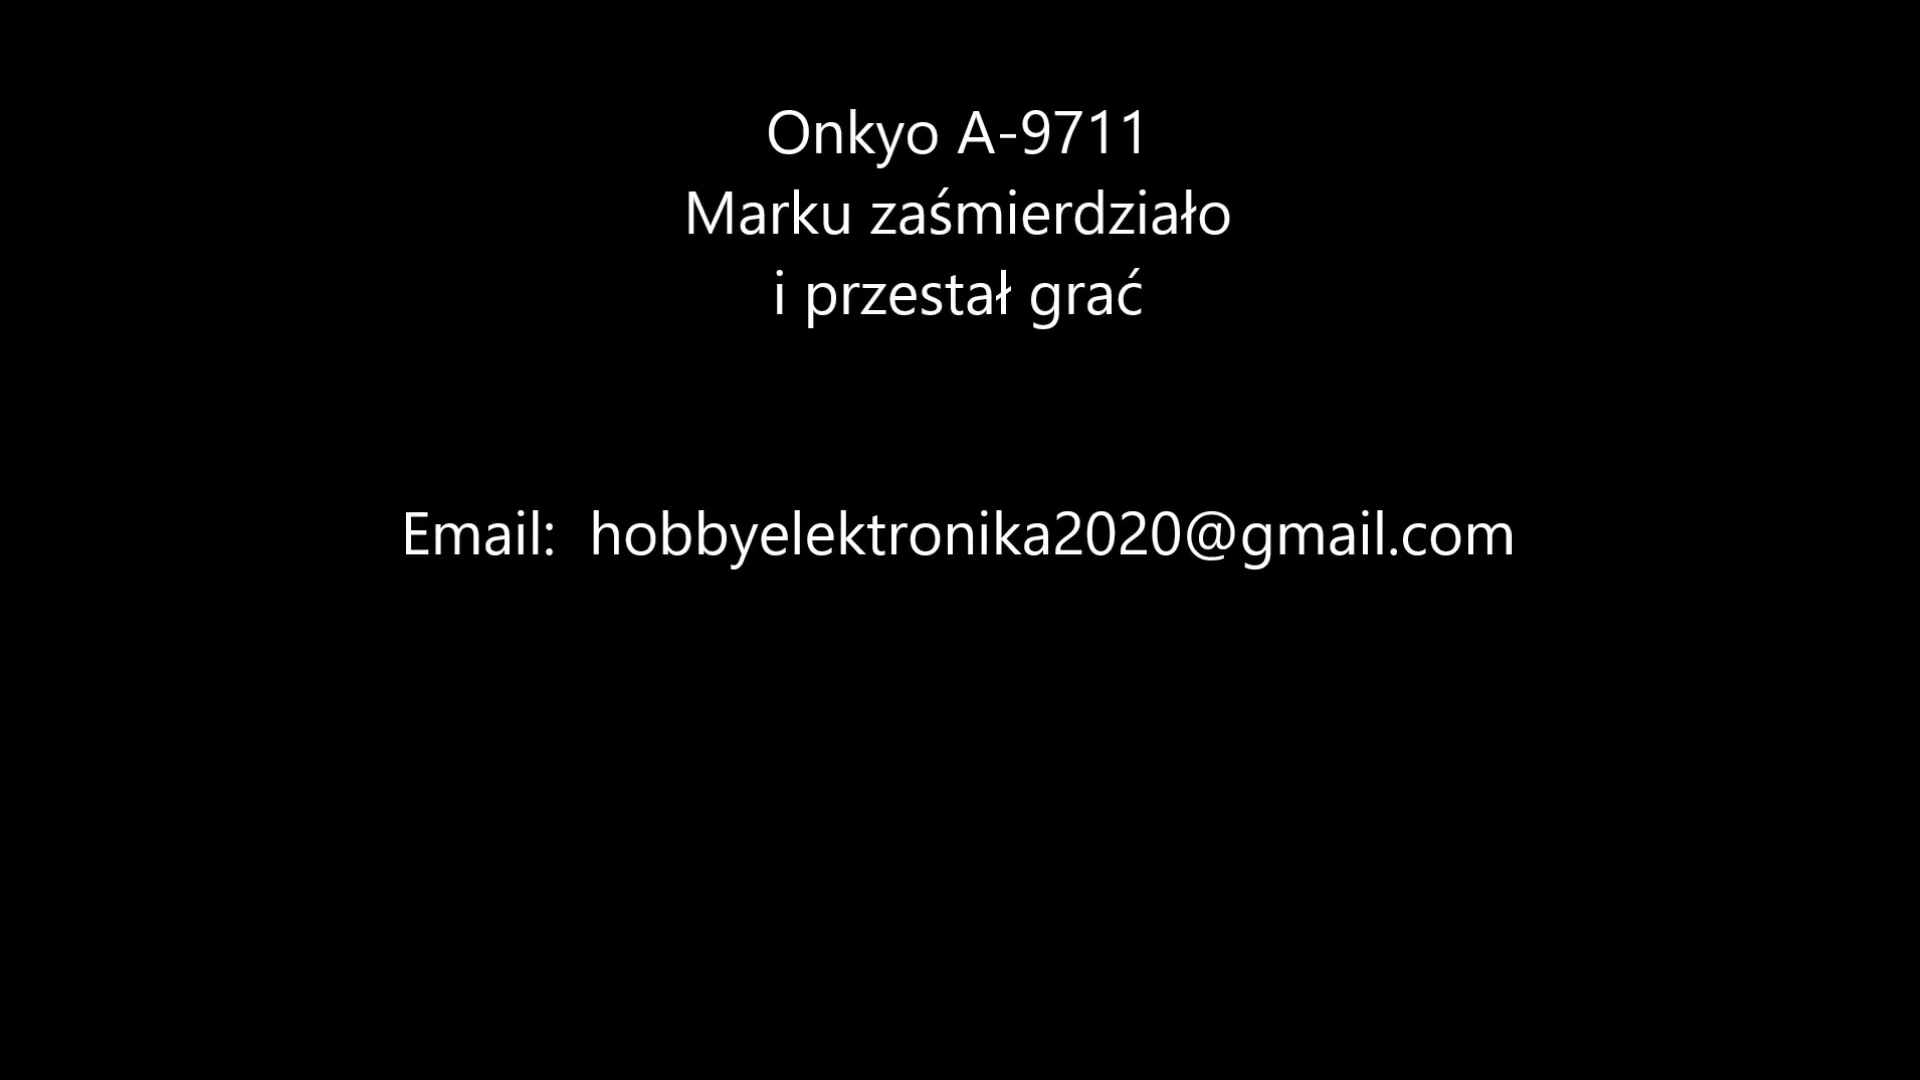 Onkyo A-9711
Marku zaśmierdziało
i przestał grać
Email:  hobbyelektronika2020@gmail.com